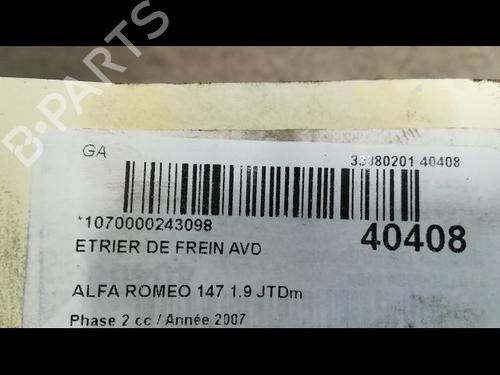 B-PARTS
GA
33380201 40408
*1070000243098
40408
ETRIER DE FREIN AVD
ALFA ROMEO 147 1.9 JTDm
Phase 2 cc / Année 2007